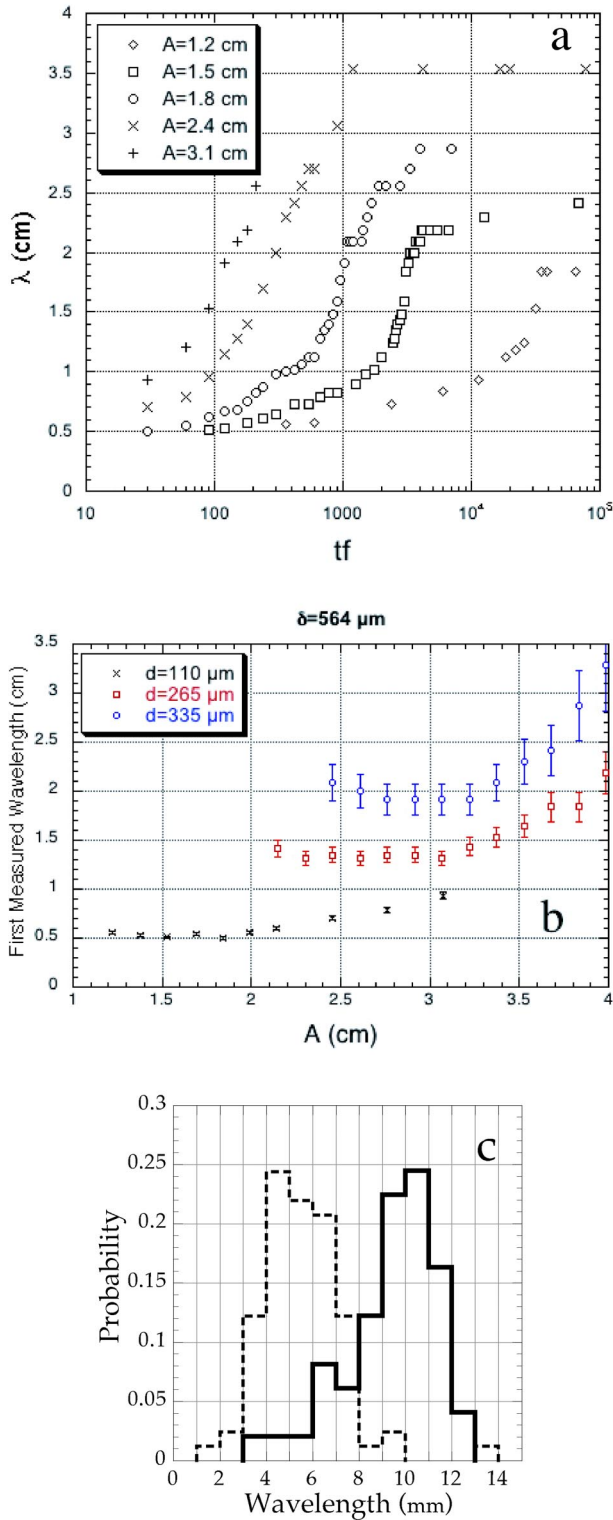 a
A=1.2 cm
A=1.5 cm
A=1.8 cm
A=2.4 cm
A=3.1 cm
4
3.5
3
2.5
2
1.5
1
0.5
0
λ (cm)
10 100 1000 10⁴ 10⁵
tf
δ=564 µm
d=110 µm
d=265 µm
d=335 µm
3.5
3
2.5
2
1.5
1
0.5
0
First Measured Wavelength (cm)
b
1 1.5 2 2.5 3 3.5 4
A (cm)
c
0.3
0.25
0.2
0.15
0.1
0.05
0
Probability
0 2 4 6 8 10 12 14
Wavelength (mm)